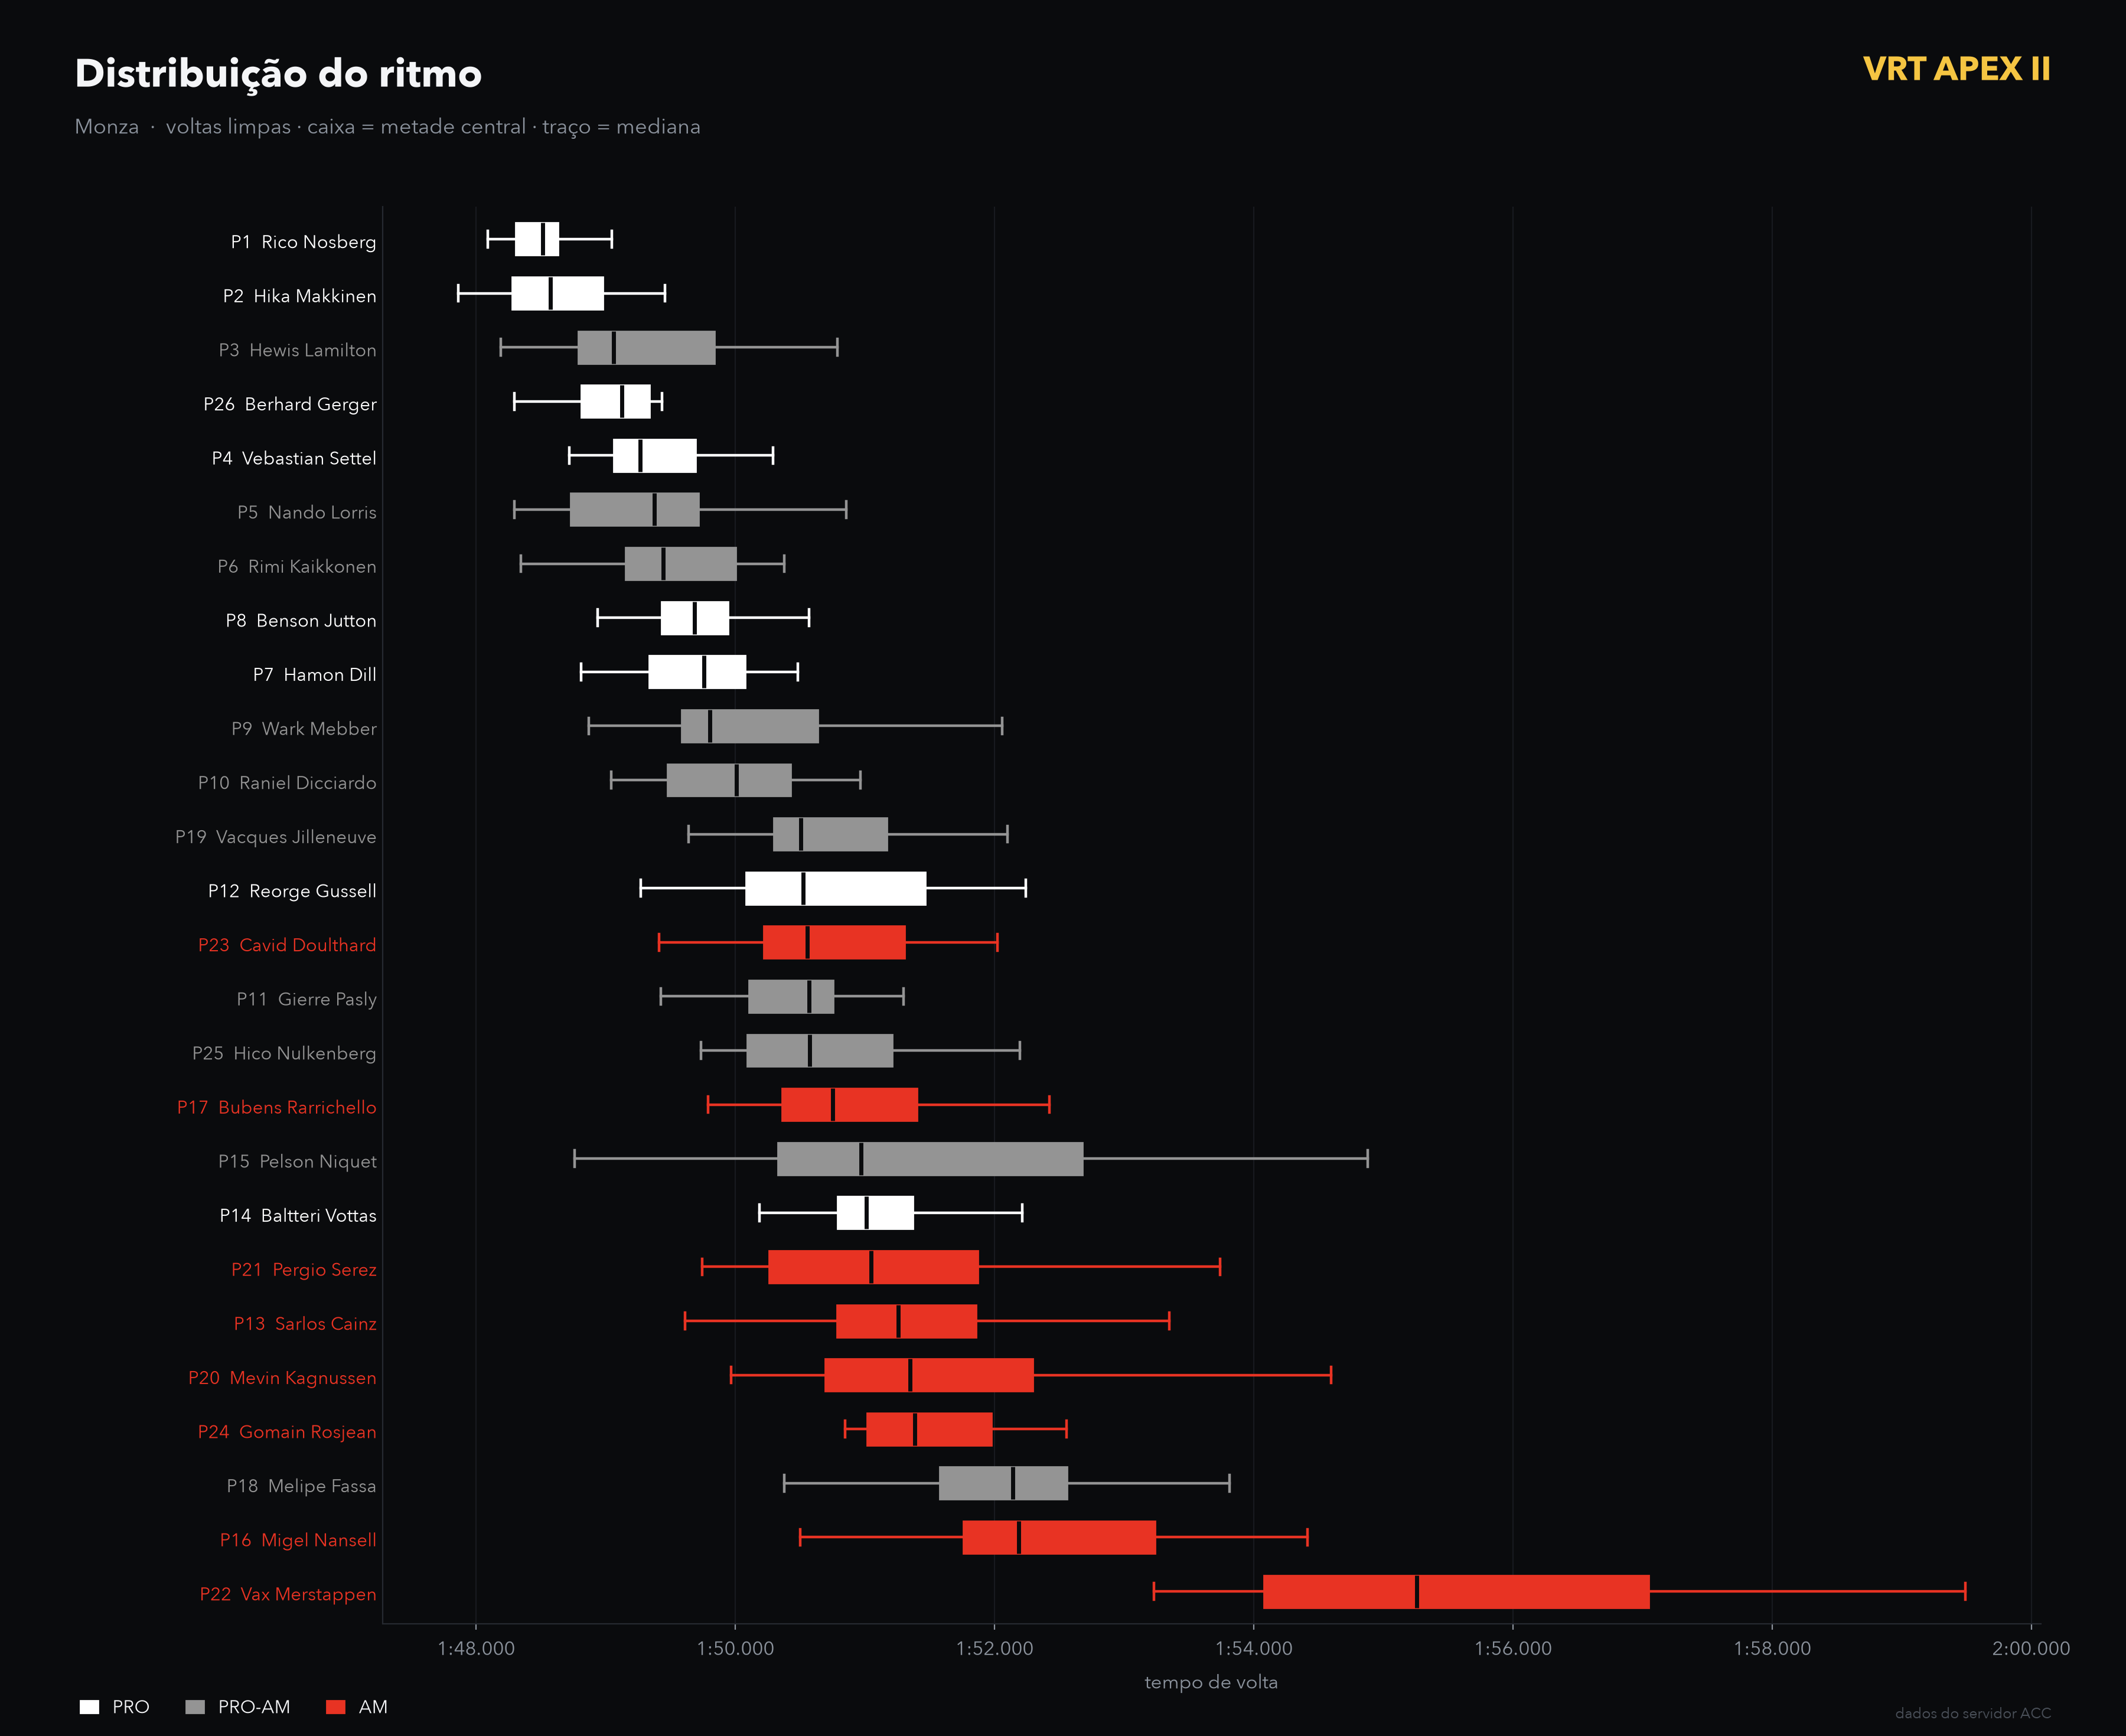 Distribuição do ritmo
VRT APEX II
Monza · voltas limpas · caixa = metade central · traço = mediana
P1 Rico Nosberg
P2 Hika Makkinen
P3 Hewis Lamilton
P26 Berhard Gerger
P4 Vebastian Settel
P5 Nando Lorris
P6 Rimi Kaikkonen
P8 Benson Jutton
P7 Hamon Dill
P9 Wark Mebber
P10 Raniel Dicciardo
P19 Vacques Jilleneuve
P12 Reorge Gussell
P23 Cavid Doulthard
P11 Gierre Pasly
P25 Hico Nulkenberg
P17 Bubens Rarrichello
P15 Pelson Niquet
P14 Baltteri Vottas
P21 Pergio Serez
P13 Sarlos Cainz
P20 Mevin Kagnussen
P24 Gomain Rosjean
P18 Melipe Fassa
P16 Migel Nansell
P22 Vax Merstappen
1:48.000 1:50.000 1:52.000 1:54.000 1:56.000 1:58.000 2:00.000
tempo de volta
PRO PRO-AM AM
dados do servidor ACC